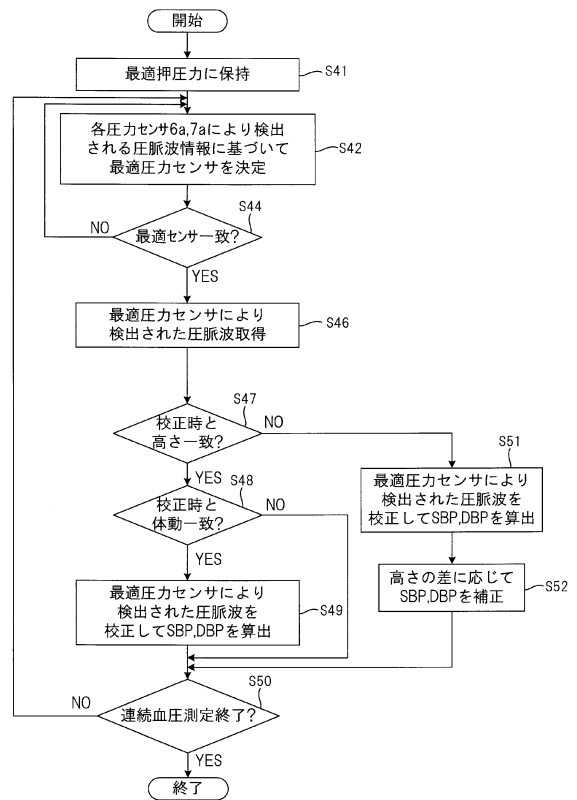 開始
最適押圧力に保持
S41
各圧力センサ6a,7aにより検出
される圧脈波情報に基づいて
最適圧力センサを決定
S42
S44
NO
最適センサ一致?
YES
最適圧力センサにより
検出された圧脈波取得
S46
S47
校正時と
高さ一致?
NO
YES
S48
校正時と
体動一致?
NO
YES
S51
最適圧力センサにより
検出された圧脈波を
校正してSBP,DBPを算出
最適圧力センサにより
検出された圧脈波を
校正してSBP,DBPを算出
S49
高さの差に応じて
SBP,DBPを補正
S52
S50
NO
連続血圧測定終了?
YES
終了